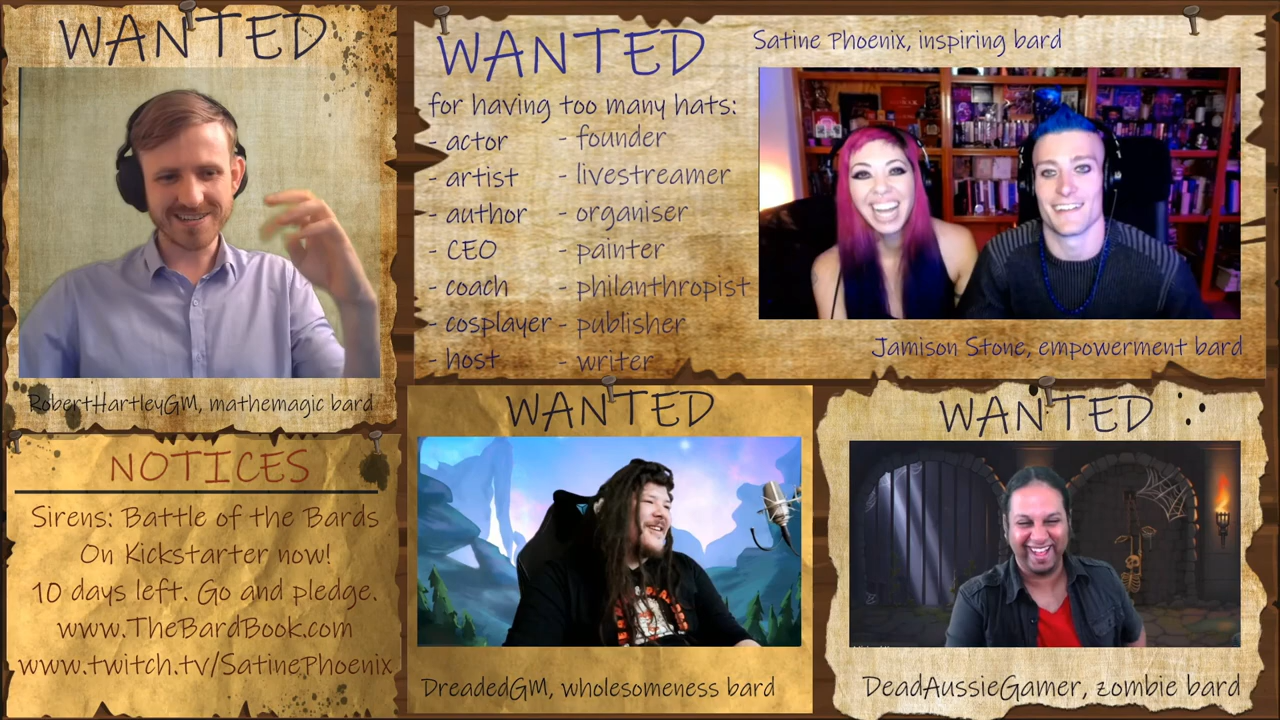 WANTED
RobertHartleyGM, mathemagic bard
WANTED
for having too many hats:
- actor
- artist
- author
- CEO
- coach
- cosplayer
- host
- founder
- livestreamer
- organiser
- painter
- philanthropist
- publisher
- writer
Satine Phoenix, inspiring bard
Jamison Stone, empowerment bard
NOTICES
Sirens: Battle of the Bards
On Kickstarter now!
10 days left. Go and pledge.
www.TheBardBook.com
www.twitch.tv/SatinePhoenix
WANTED
DreadedGM, wholesomeness bard
WANTED
DeadAussieGamer, zombie bard